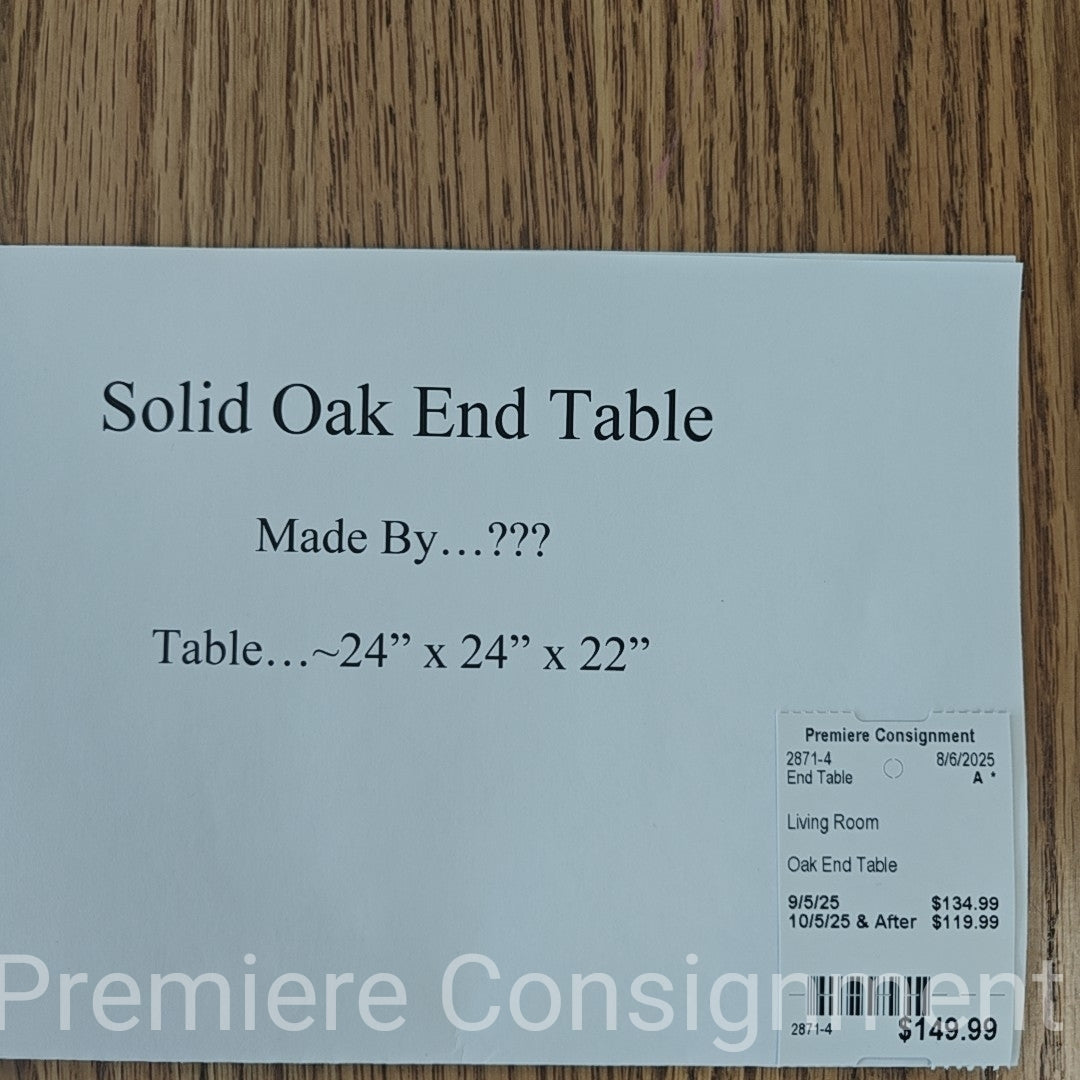 Solid Oak End Table
Made By...???
Table...~24” x 24” x 22”
Premiere Consignment
2871-4 8/6/2025
End Table A *
Living Room
Oak End Table
9/5/25 $134.99
10/5/25 & After $119.99
2871-4 $149.99
Premiere Consignment